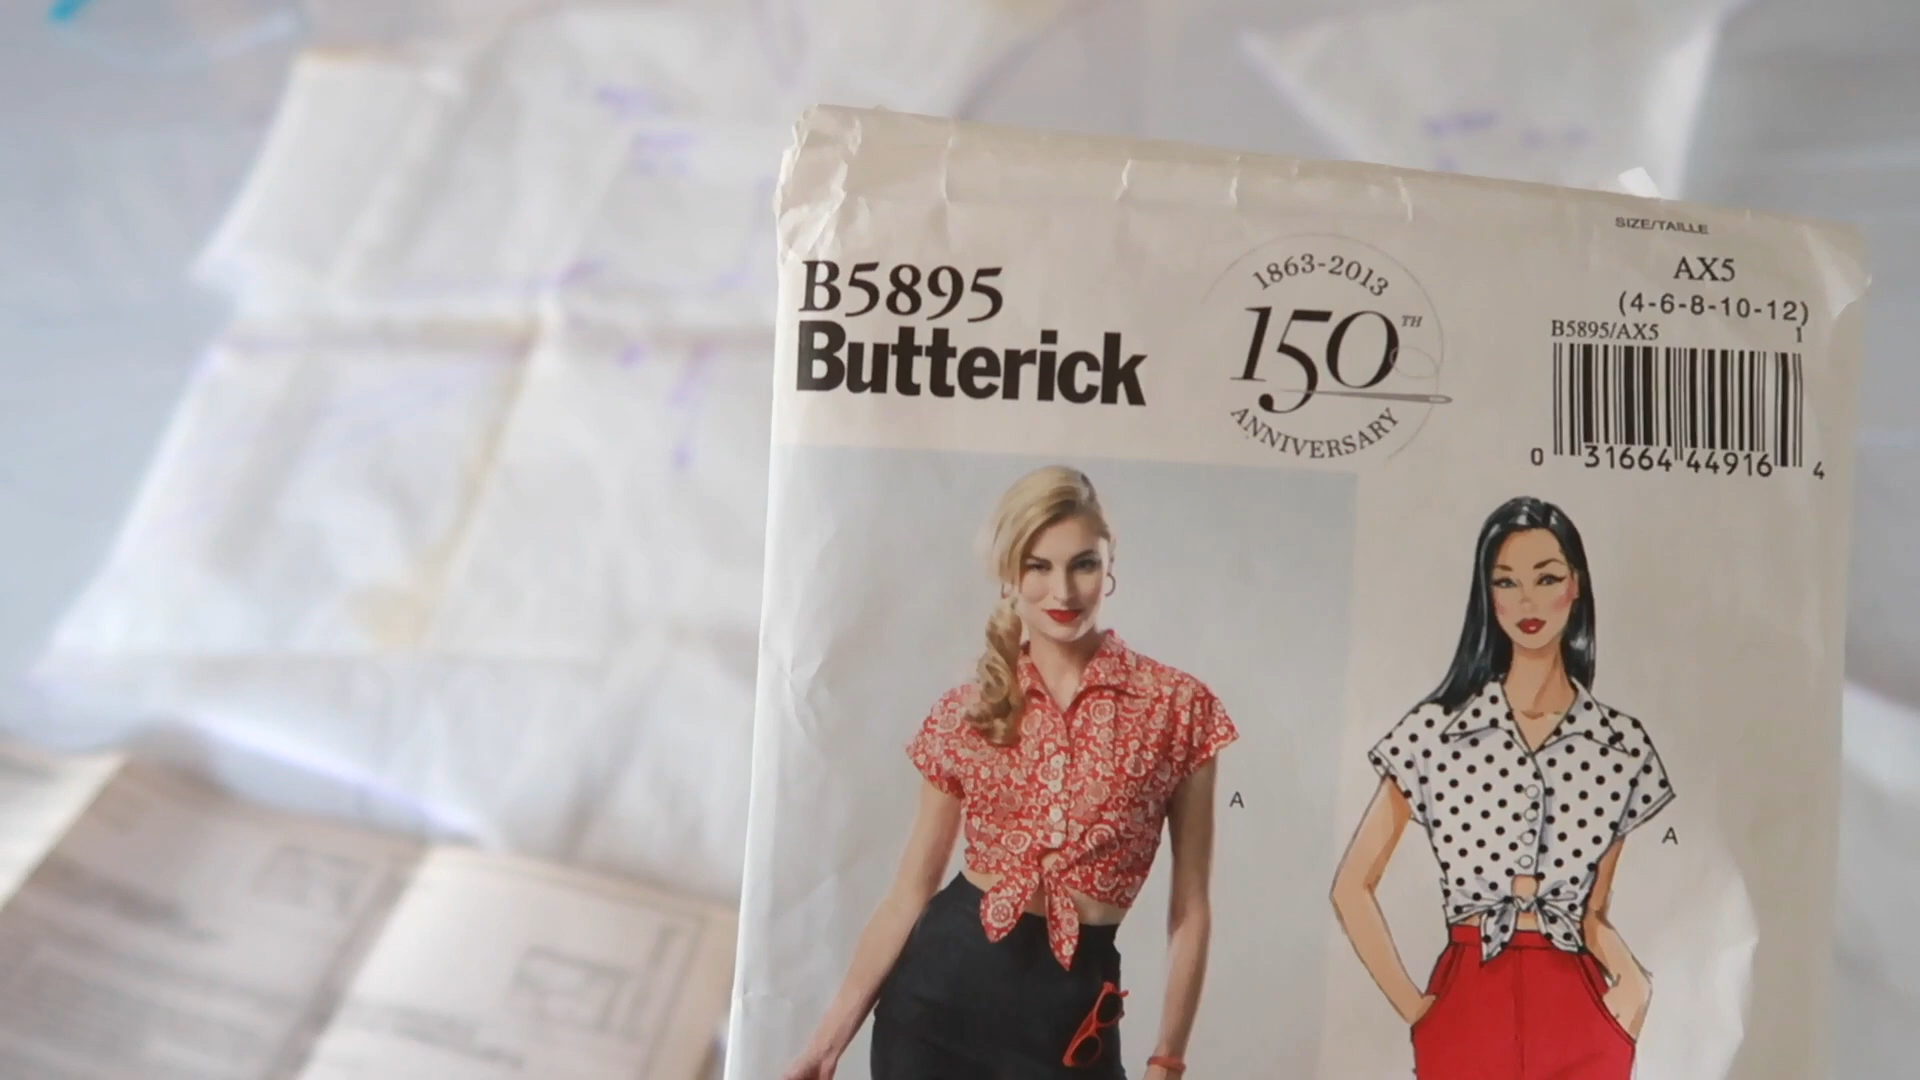 SIZE/TAILLE
B5895
Butterick
1863-2013
150TH
ANNIVERSARY
AX5
(4-6-8-10-12)
B5895/AX5 1
0 31664 44916 4
A
A